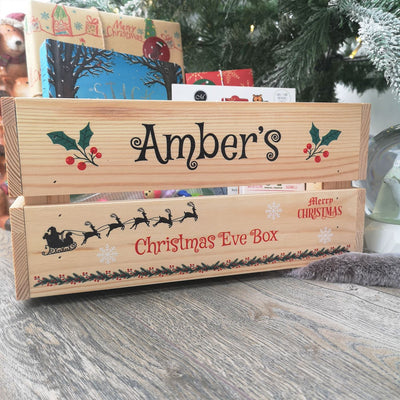 Merry
Christmas
Amber's
Merry
CHRISTMAS
Christmas Eve Box